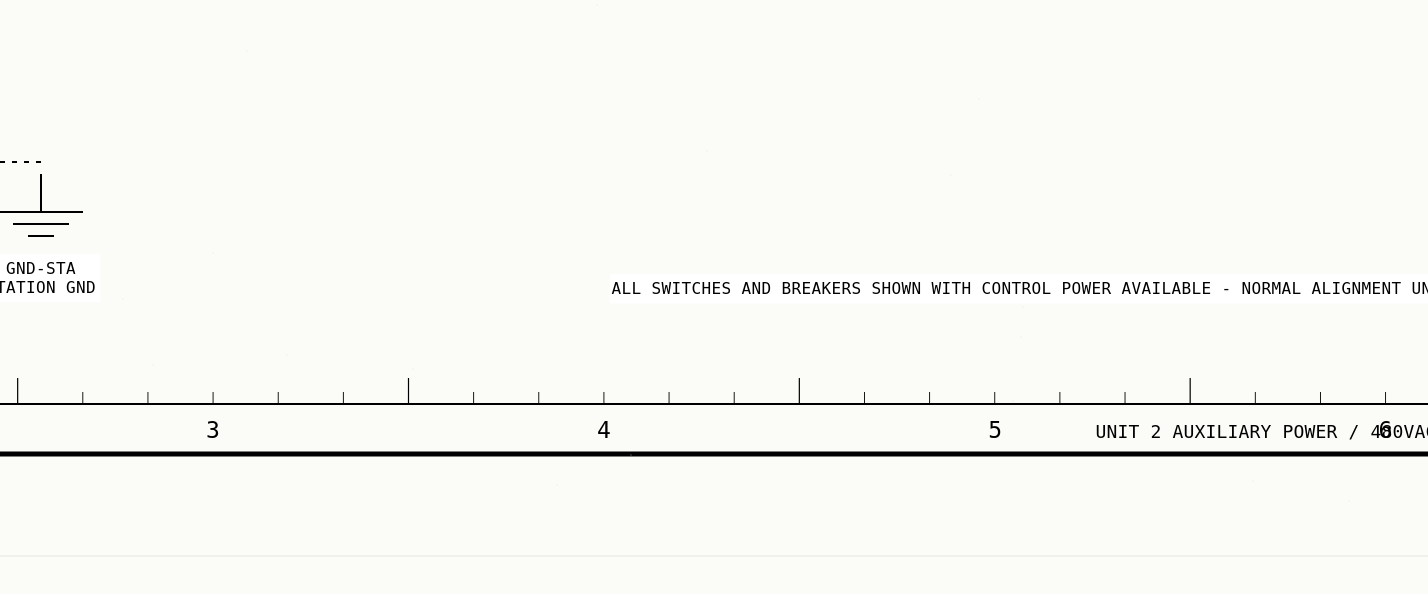 GND-STA
TATION GND
ALL SWITCHES AND BREAKERS SHOWN WITH CONTROL POWER AVAILABLE - NORMAL ALIGNMENT UN
3 4 5 6
UNIT 2 AUXILIARY POWER /